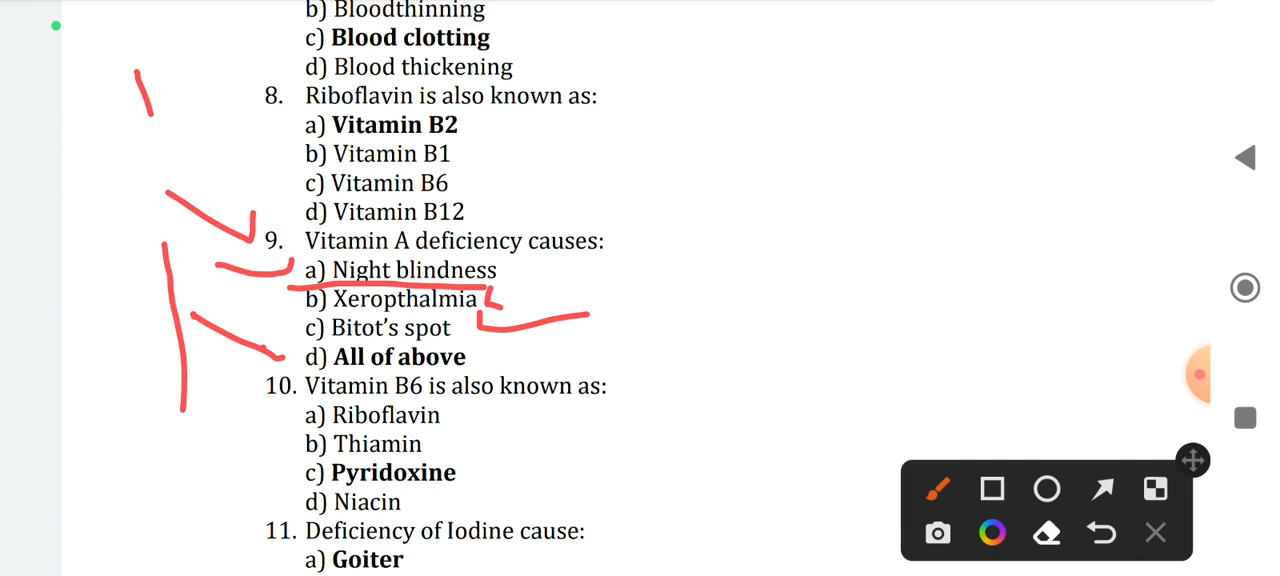 b) Bloodthinning
c) Blood clotting
d) Blood thickening
8. Riboflavin is also known as:
a) Vitamin B2
b) Vitamin B1
c) Vitamin B6
d) Vitamin B12
9. Vitamin A deficiency causes:
a) Night blindness
b) Xeropthalmia
c) Bitot’s spot
d) All of above
10. Vitamin B6 is also known as:
a) Riboflavin
b) Thiamin
c) Pyridoxine
d) Niacin
11. Deficiency of Iodine cause:
a) Goiter